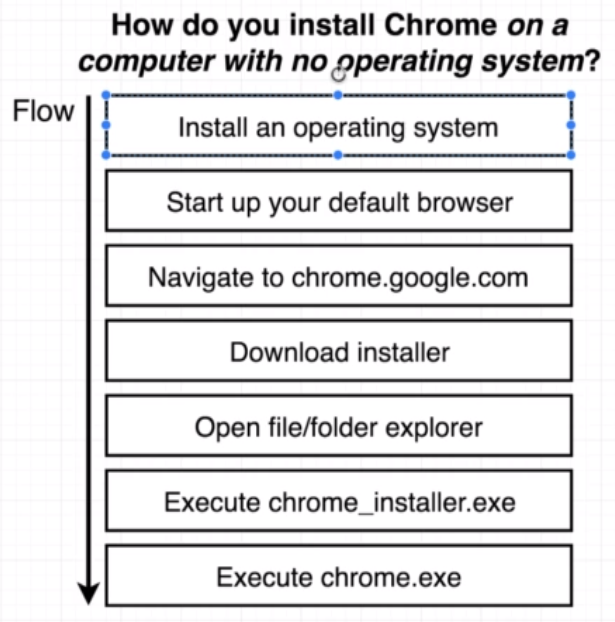 How do you install Chrome on a
computer with no operating system?
Flow
Install an operating system
Start up your default browser
Navigate to chrome.google.com
Download installer
Open file/folder explorer
Execute chrome_installer.exe
Execute chrome.exe